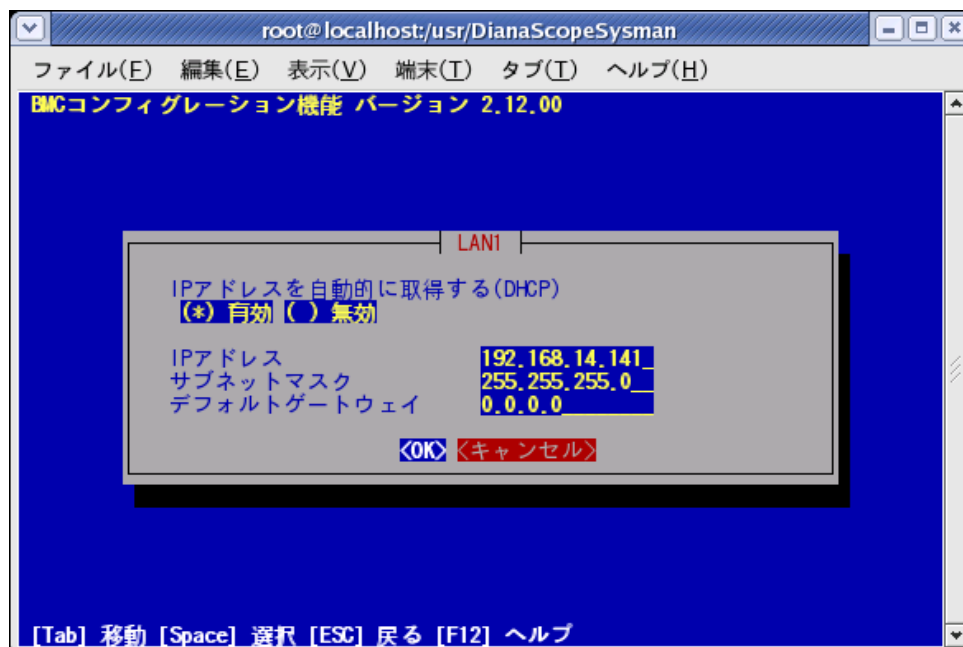 root@localhost:/usr/DianaScopeSysman
ファイル(F) 編集(E) 表示(V) 端末(T) タブ(T) ヘルプ(H)
BMCコンフィグレーション機能 バージョン 2.12.00
LAN1
IPアドレスを自動的に取得する(DHCP)
(*) 有効 ( ) 無効
IPアドレス 192.168.14.141_
サブネットマスク 255.255.255.0__
デフォルトゲートウェイ 0.0.0.0________
<OK> <キャンセル>
[Tab] 移動 [Space] 選択 [ESC] 戻る [F12] ヘルプ